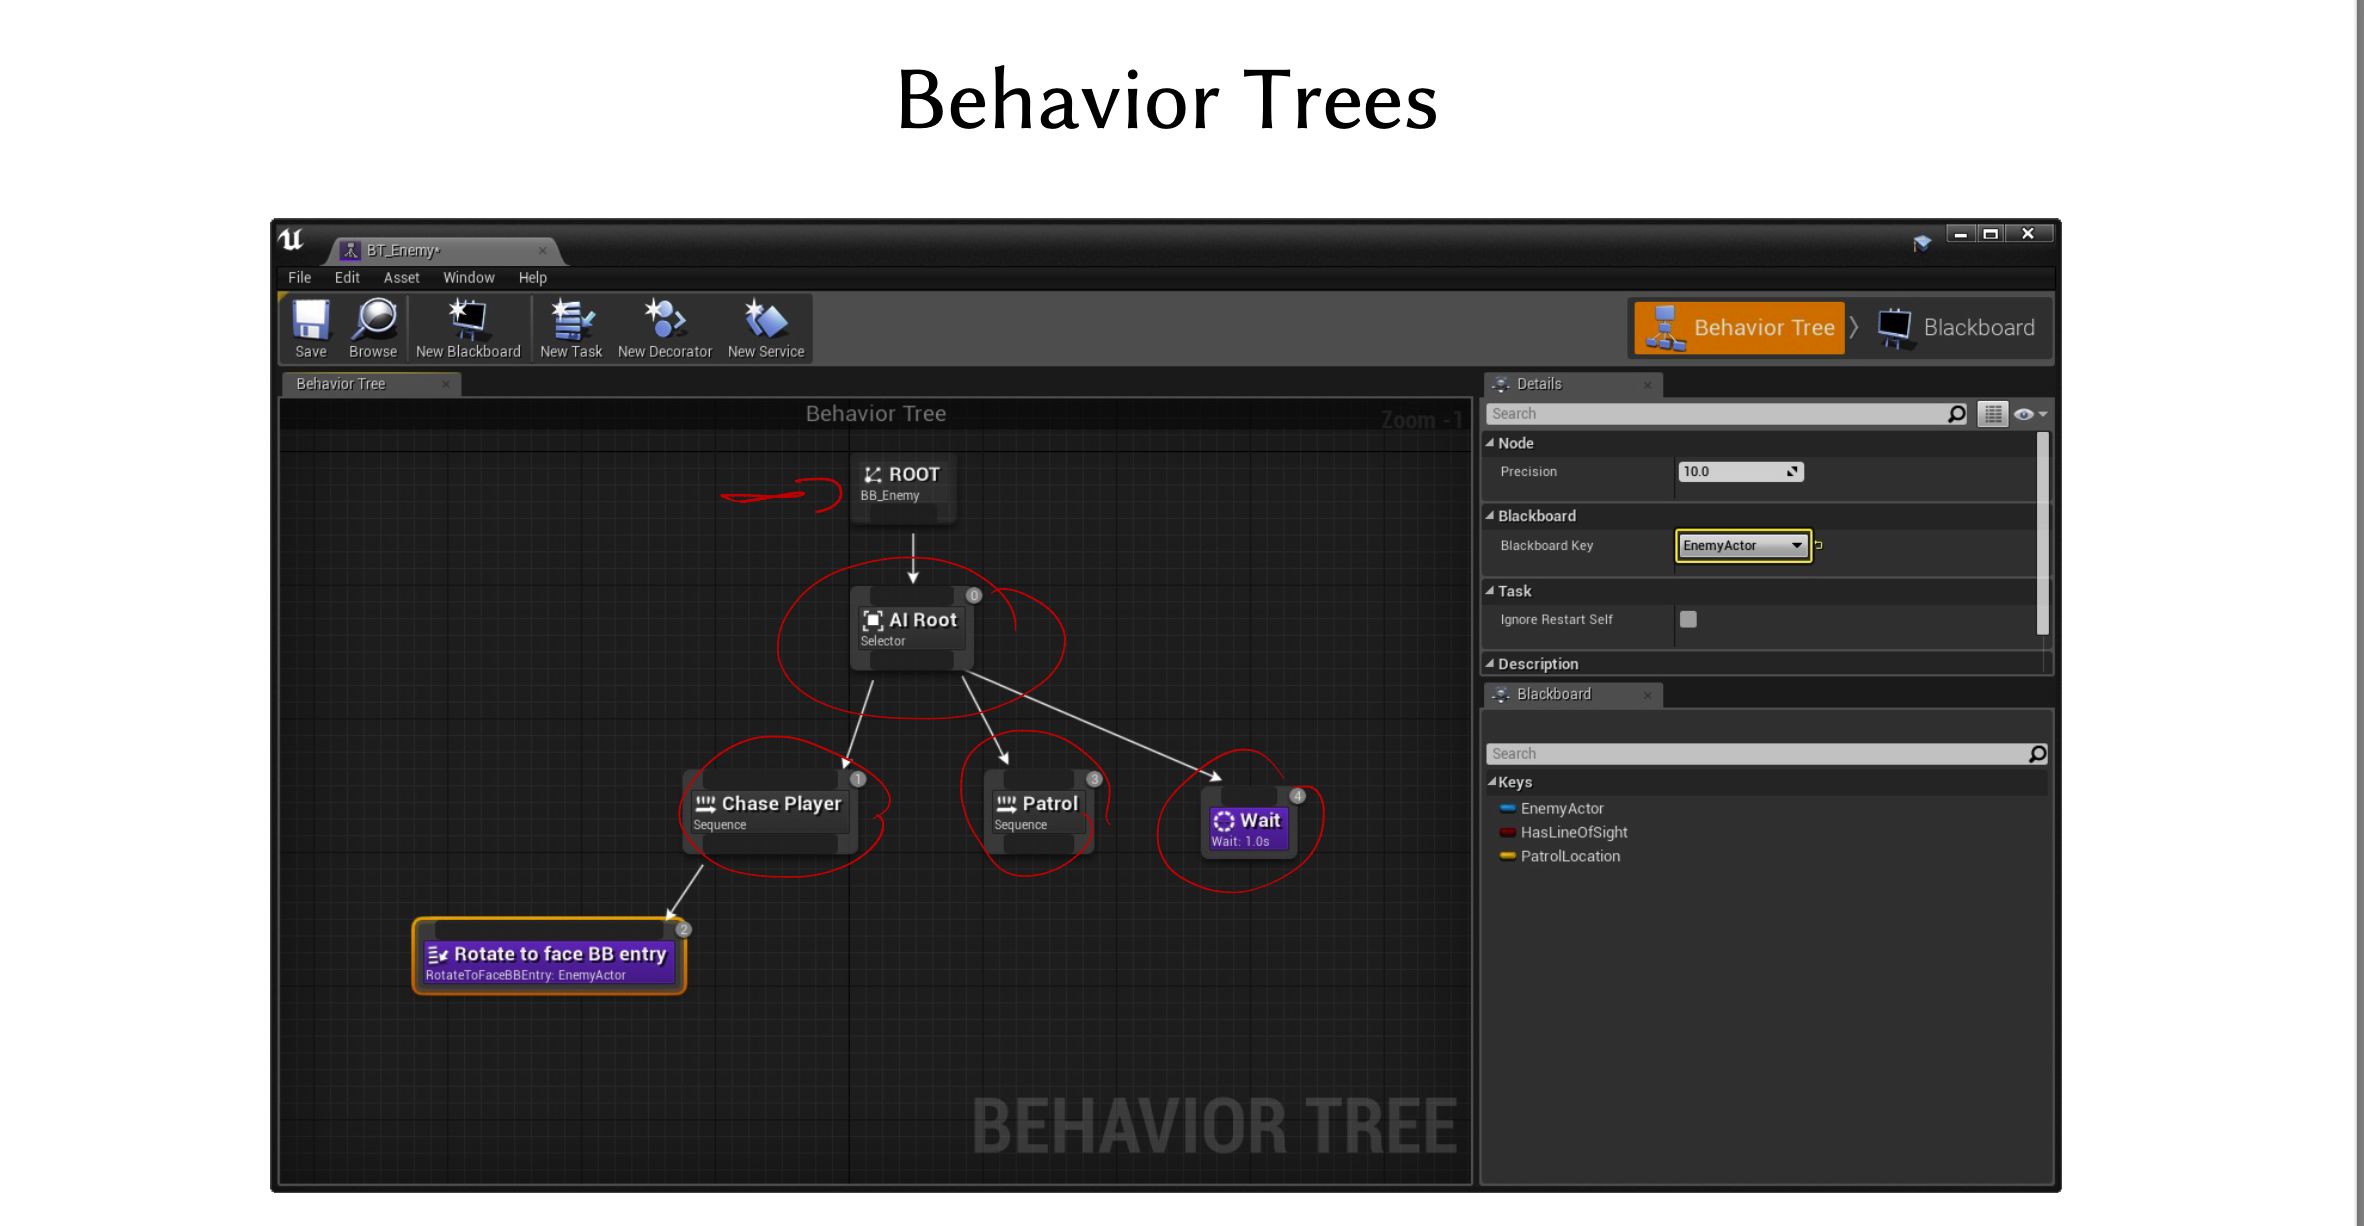 Behavior Trees
BT_Enemy*
File Edit Asset Window Help
Save Browse New Blackboard New Task New Decorator New Service
Behavior Tree Blackboard
Behavior Tree
Behavior Tree
Zoom -1
ROOT
BB_Enemy
0
AI Root
Selector
1
Chase Player
Sequence
3
Patrol
Sequence
4
Wait
Wait: 1.0s
2
Rotate to face BB entry
RotateToFaceBBEntry: EnemyActor
BEHAVIOR TREE
Details
Search
Node
Precision 10.0
Blackboard
Blackboard Key EnemyActor
Task
Ignore Restart Self
Description
Blackboard
Search
Keys
EnemyActor
HasLineOfSight
PatrolLocation